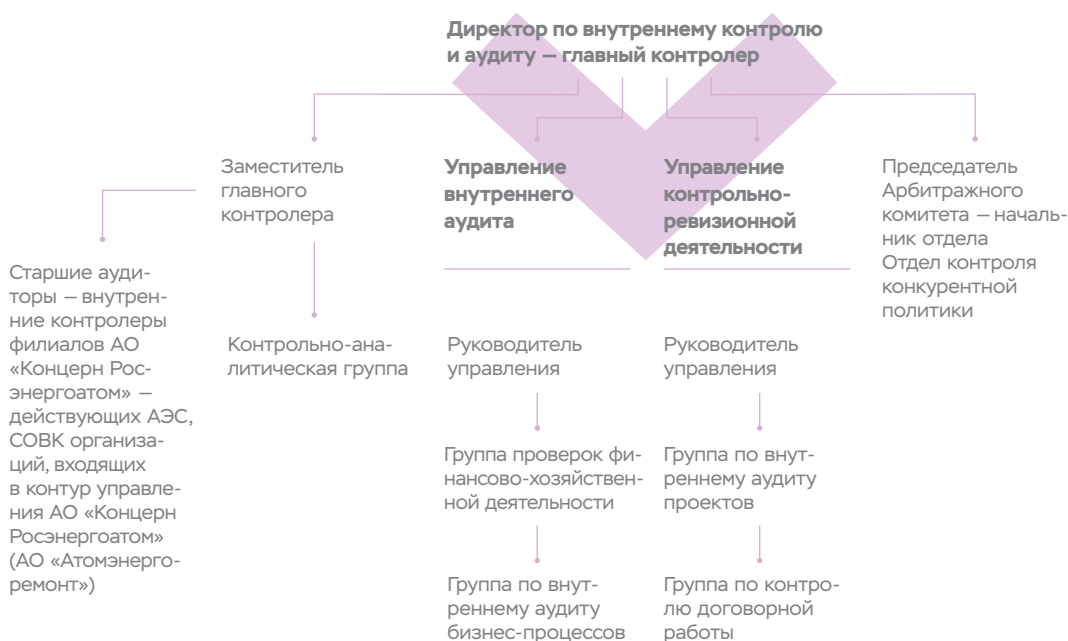 Директор по внутреннему контролю
и аудиту — главный контролер
Заместитель
главного
контролера
Управление
внутреннего
аудита
Управление
контрольно-
ревизионной
деятельности
Председатель
Арбитражного
комитета — началь-
ник отдела
Отдел контроля
конкурентной
политики
Старшие ауди-
торы — внутрен-
ние контролеры
филиалов АО
«Концерн Рос-
энергоатом» —
действующих АЭС,
СОВК организа-
ций, входящих
в контур управле-
ния АО «Концерн
Росэнергоатом»
(АО «Атомэнерго-
ремонт»)
Контрольно-ана-
литическая группа
Руководитель
управления
Руководитель
управления
Группа проверок фи-
нансово-хозяйствен-
ной деятельности
Группа по внут-
реннему аудиту
проектов
Группа по внут-
реннему аудиту
бизнес-процессов
Группа по контро-
лю договорной
работы